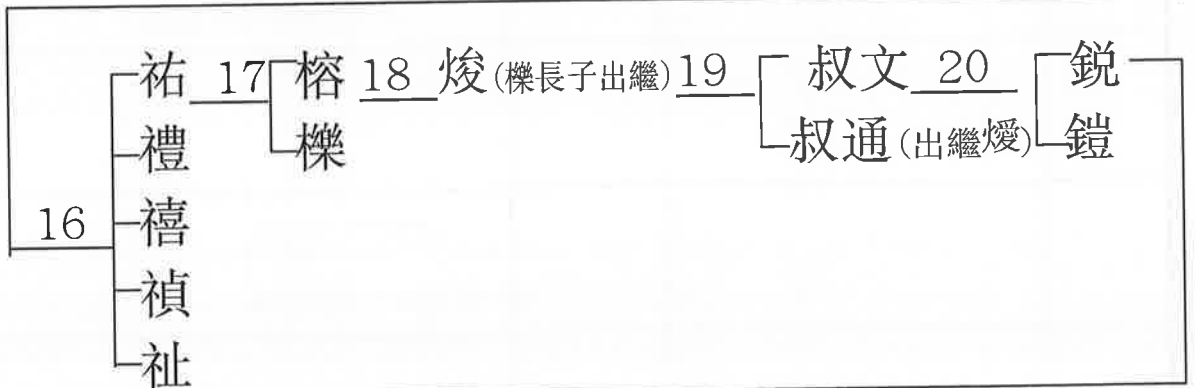 祐 17 榕 18 焌(櫟長子出繼) 19 叔文 20 鋭
禮 櫟 叔通(出繼燰) 鎧
16 禧
禎
祉